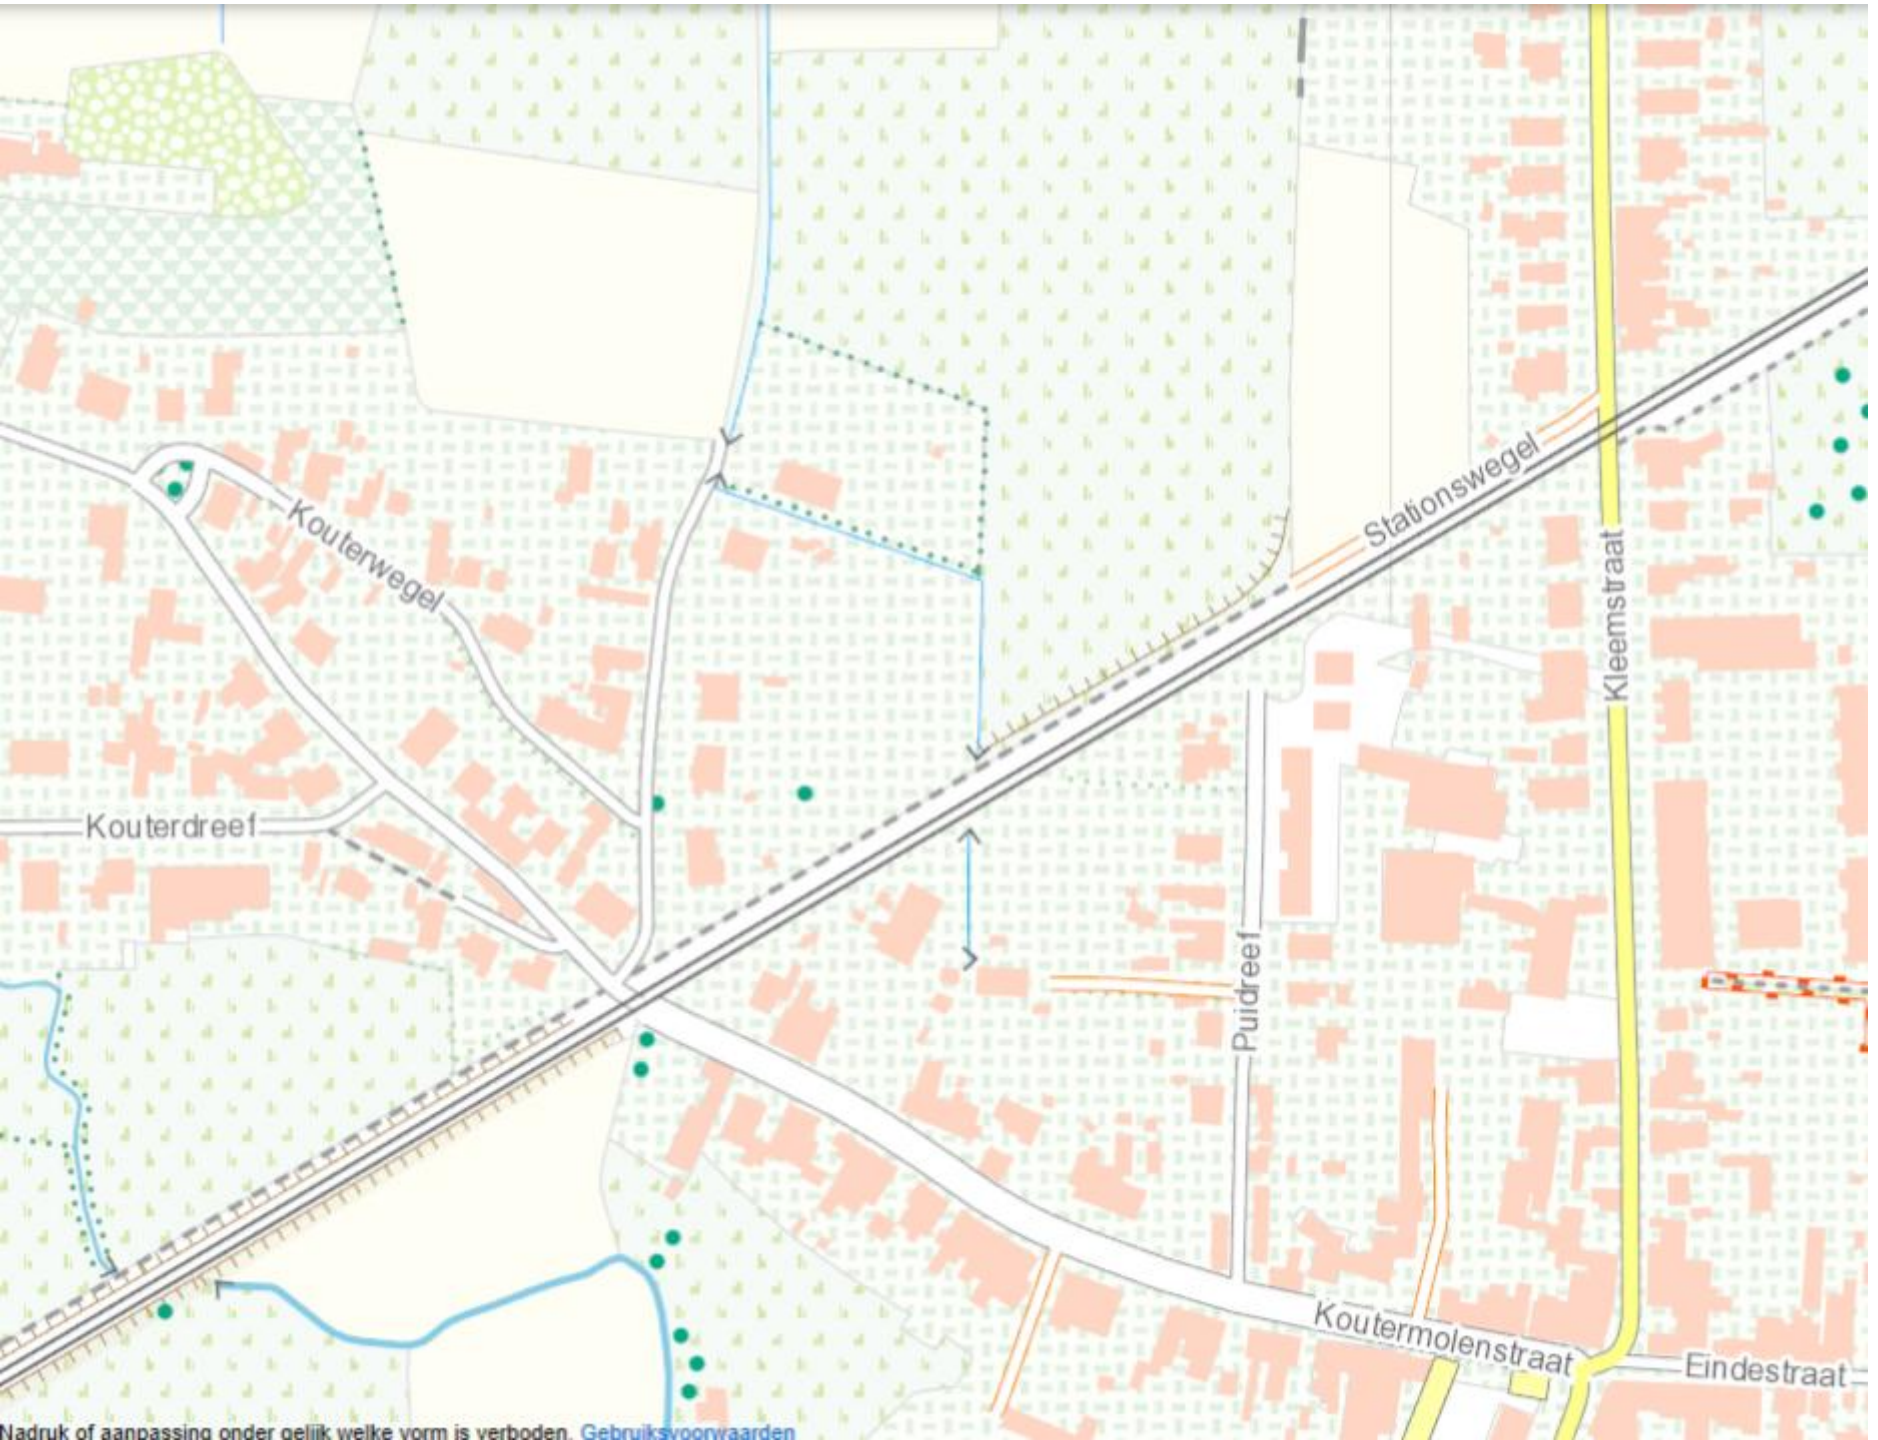 Stationswegel
Kouterwegel
Kleemstraat
Kouterdreef
Puidreef
Koutermolenstraat
Eindestraat
Nadruk of aanpassing onder gelijk welke vorm is verboden. Gebruiksvoorwaarden